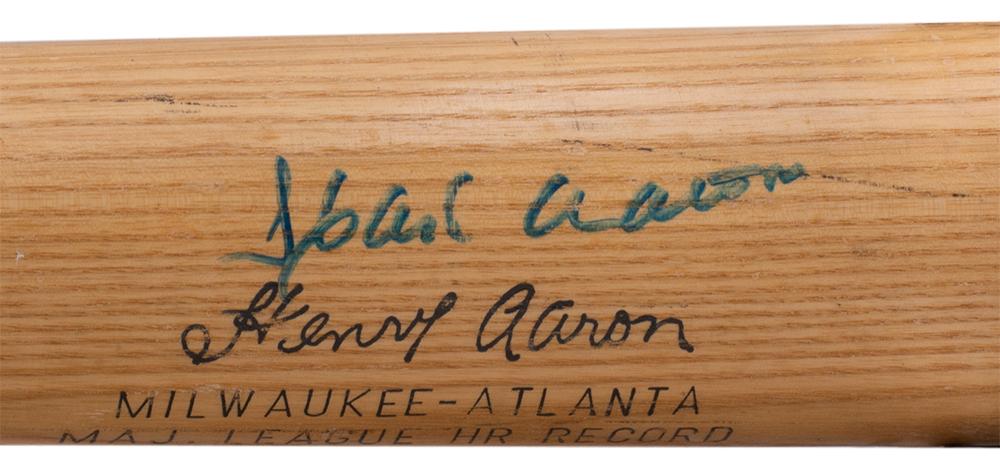 Hank Aaron
Henry Aaron
MILWAUKEE-ATLANTA
MAJ. LEAGUE HR RECORD